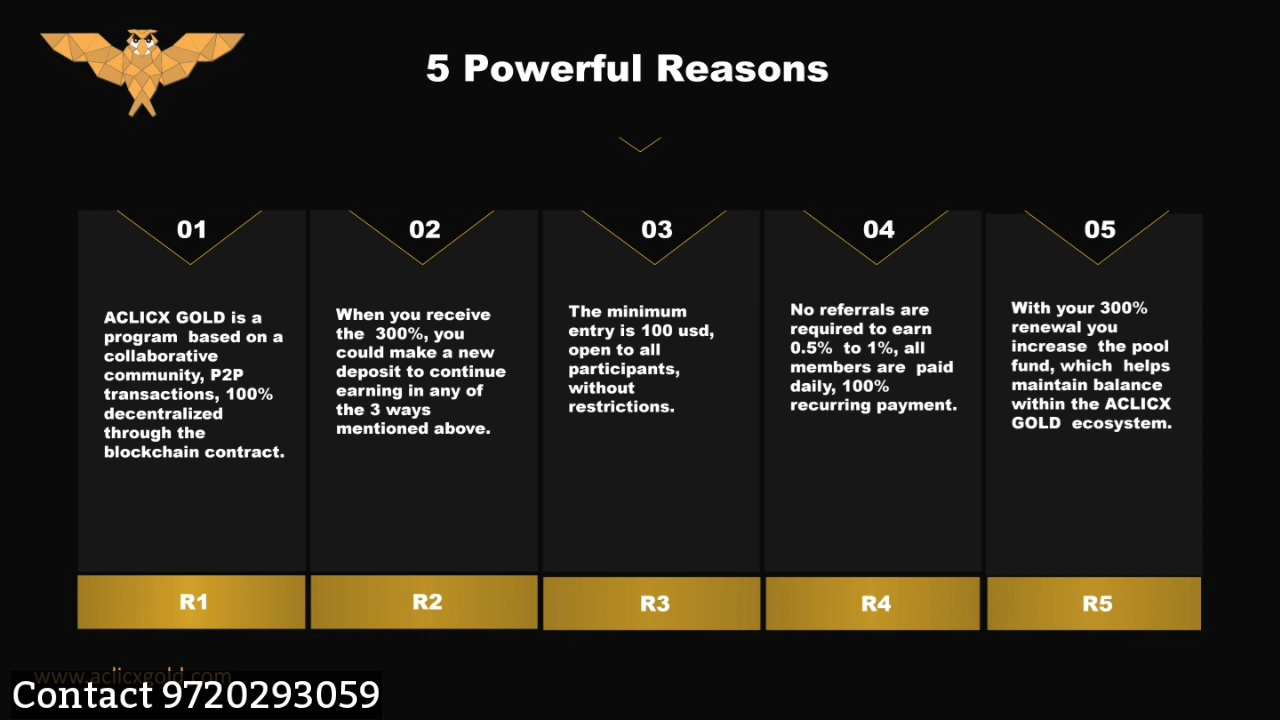 5 Powerful Reasons
01
ACLICX GOLD is a
program based on a
collaborative
community, P2P
transactions, 100%
decentralized
through the
blockchain contract.
R1
02
When you receive
the 300%, you
could make a new
deposit to continue
earning in any of
the 3 ways
mentioned above.
R2
03
The minimum
entry is 100 usd,
open to all
participants,
without
restrictions.
R3
04
No referrals are
required to earn
0.5% to 1%, all
members are paid
daily, 100%
recurring payment.
R4
05
With your 300%
renewal you
increase the pool
fund, which helps
maintain balance
within the ACLICX
GOLD ecosystem.
R5
www.aclicxgold.com
Contact 9720293059